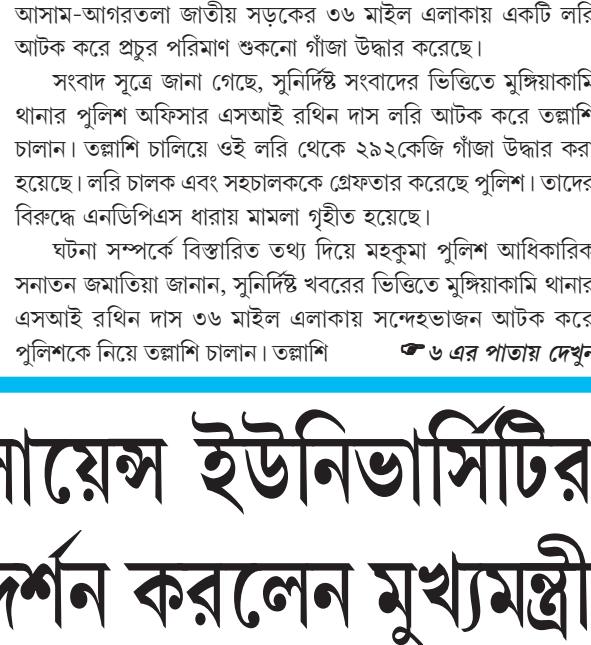 আসাম-আগরতলা জাতীয় সড়কের ৩৬ মাইল এলাকায় একটি লরি
আটক করে প্রচুর পরিমাণ শুকনো গাঁজা উদ্ধার করেছে।
সংবাদ সূত্রে জানা গেছে, সুনির্দিষ্ট সংবাদের ভিত্তিতে মুঙ্গিয়াকামি
থানার পুলিশ অফিসার এসআই রথিন দাস লরি আটক করে তল্লাশি
চালান। তল্লাশি চালিয়ে ওই লরি থেকে ২৯২কেজি গাঁজা উদ্ধার করা
হয়েছে। লরি চালক এবং সহচালককে গ্রেফতার করেছে পুলিশ। তাদের
বিরুদ্ধে এনডিপিএস ধারায় মামলা গৃহীত হয়েছে।
ঘটনা সম্পর্কে বিস্তারিত তথ্য দিয়ে মহকুমা পুলিশ আধিকারিক
সনাতন জমাতিয়া জানান, সুনির্দিষ্ট খবরের ভিত্তিতে মুঙ্গিয়াকামি থানার
এসআই রথিন দাস ৩৬ মাইল এলাকায় সন্দেহভাজন আটক করে
পুলিশকে নিয়ে তল্লাশি চালান। তল্লাশি ☞ ৬ এর পাতায় দেখুন
ায়েন্স ইউনিভার্সিটির
দর্শন করলেন মুখ্যমন্ত্রী